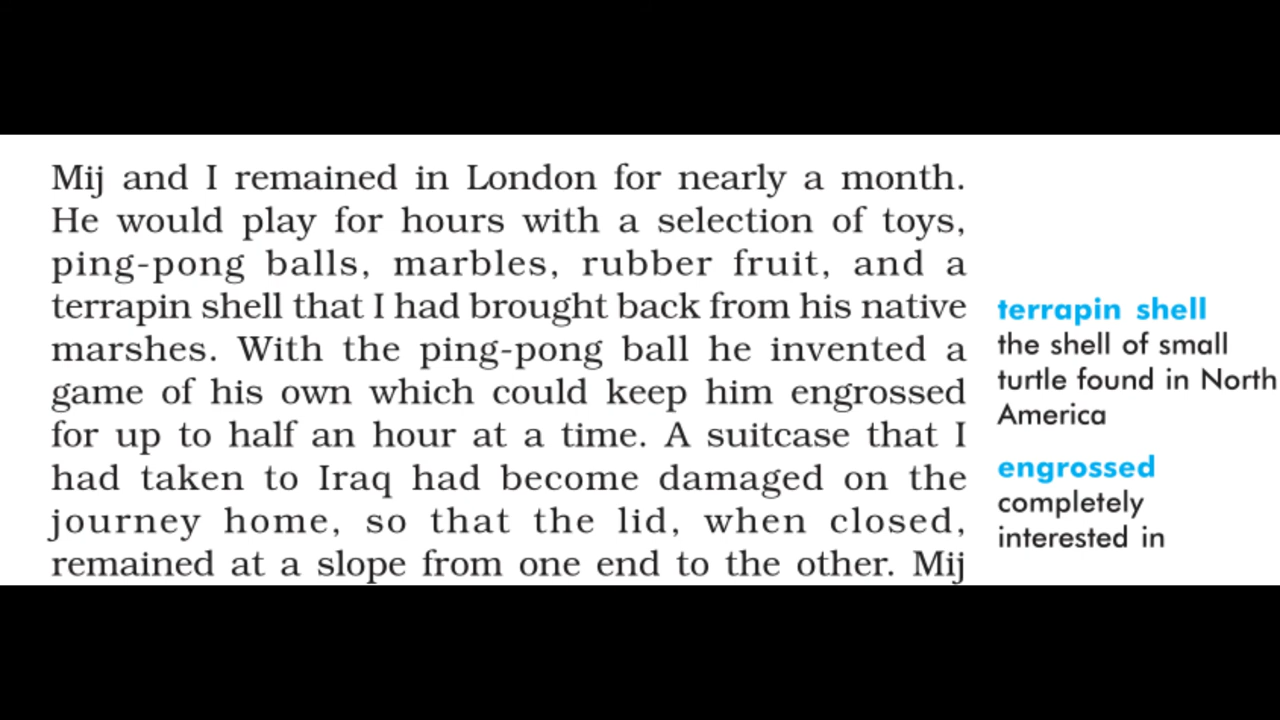 Mij and I remained in London for nearly a month.
He would play for hours with a selection of toys,
ping-pong balls, marbles, rubber fruit, and a
terrapin shell that I had brought back from his native
marshes. With the ping-pong ball he invented a
game of his own which could keep him engrossed
for up to half an hour at a time. A suitcase that I
had taken to Iraq had become damaged on the
journey home, so that the lid, when closed,
remained at a slope from one end to the other. Mij
terrapin shell
the shell of small
turtle found in North
America
engrossed
completely
interested in